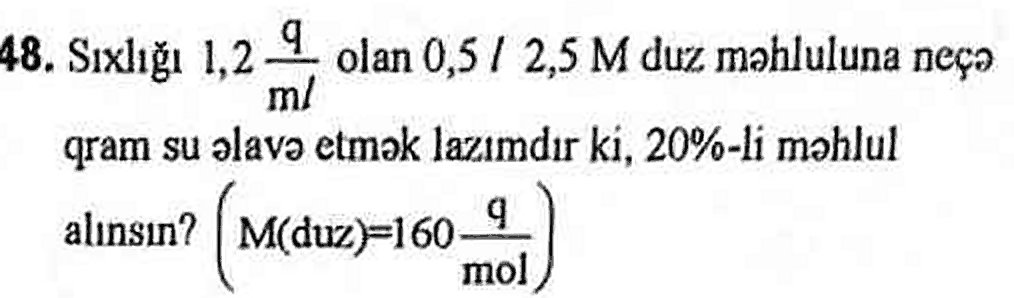 48. Sıxlığı 1,2 q/ml olan 0,5 l 2,5 M duz məhluluna neçə
qram su əlavə etmək lazımdır ki, 20%-li məhlul
alınsın? (M(duz)=160 q/mol)